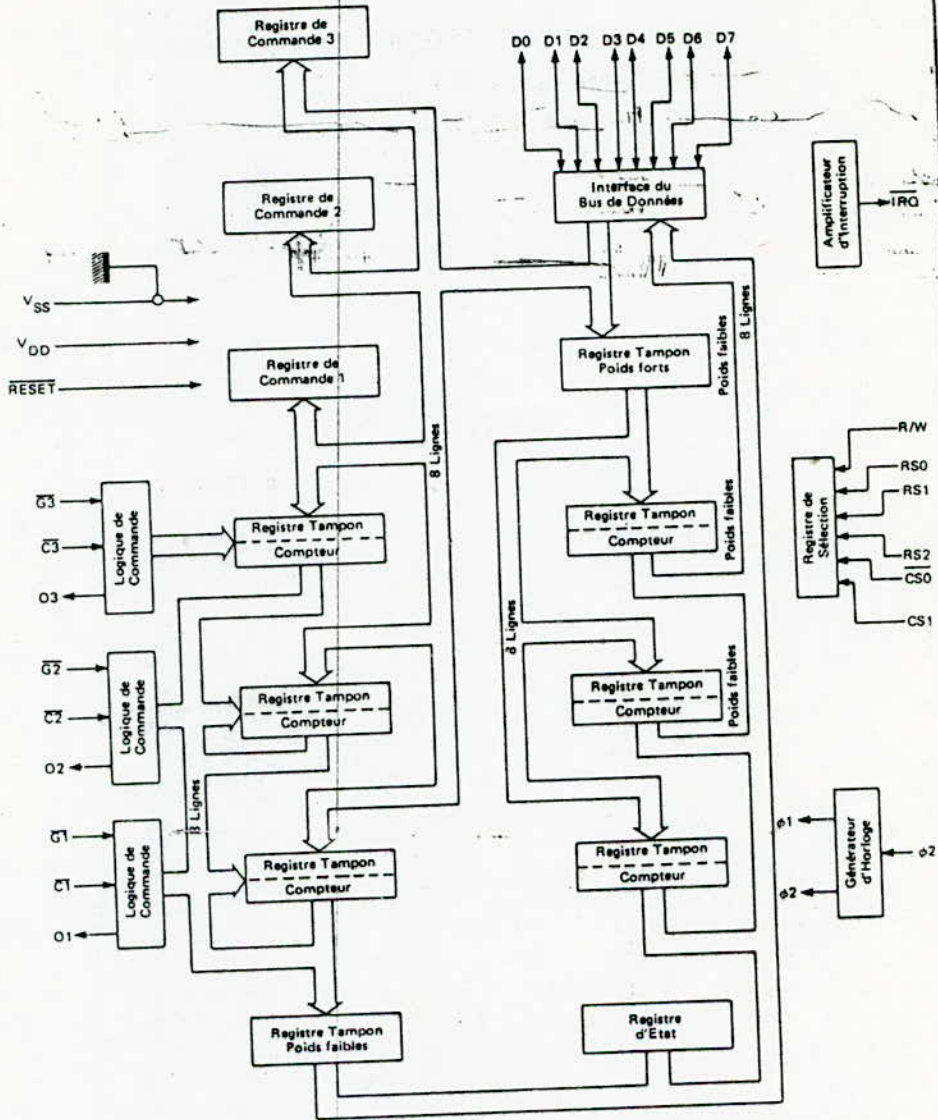 Registre de
Commande 3
D0 D1 D2 D3 D4 D5 D6 D7
Interface du
Bus de Données
Amplificateur
d'Interruption
IRQ
Registre de
Commande 2
VSS
VDD
RESET
Registre de
Commande 1
8 Lignes
Registre Tampon
Poids forts
Poids faibles
8 Lignes
R/W
RS0
RS1
RS2
CS0
CS1
Registre de
Sélection
G3
C3
O3
Logique de
Commande
Registre Tampon
Compteur
Registre Tampon
Compteur
Poids faibles
8 Lignes
G2
C2
O2
Logique de
Commande
Registre Tampon
Compteur
Registre Tampon
Compteur
Poids faibles
8 Lignes
G1
C1
O1
Logique de
Commande
Registre Tampon
Compteur
Registre Tampon
Compteur
ϕ1
ϕ2
Générateur
d'Horloge
ϕ2
Registre Tampon
Poids faibles
Registre
d'Etat